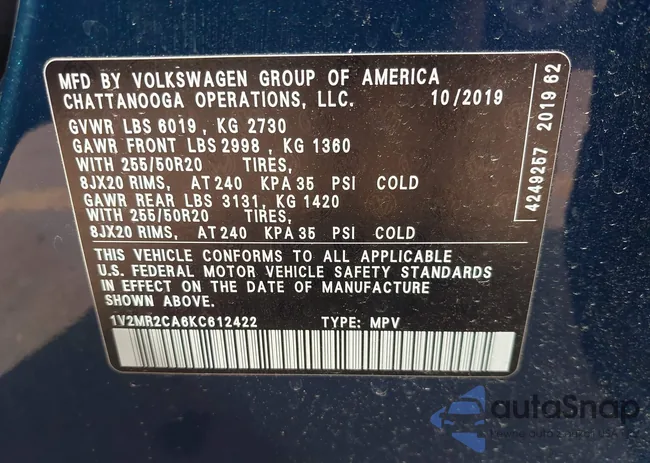 MFD BY VOLKSWAGEN GROUP OF AMERICA
CHATTANOOGA OPERATIONS, LLC. 10/2019
GVWR LBS 6019 , KG 2730
GAWR FRONT LBS 2998 , KG 1360
WITH 255/50R20 TIRES,
8JX20 RIMS, AT 240 KPA 35 PSI COLD
GAWR REAR LBS 3131, KG 1420
WITH 255/50R20 TIRES,
8JX20 RIMS, AT 240 KPA 35 PSI COLD
THIS VEHICLE CONFORMS TO ALL APPLICABLE
U.S. FEDERAL MOTOR VEHICLE SAFETY STANDARDS
IN EFFECT ON THE DATE OF MANUFACTURE
SHOWN ABOVE
1V2MR2CA6KC612422 TYPE: MPV
4249257 2019 62
autoSnap